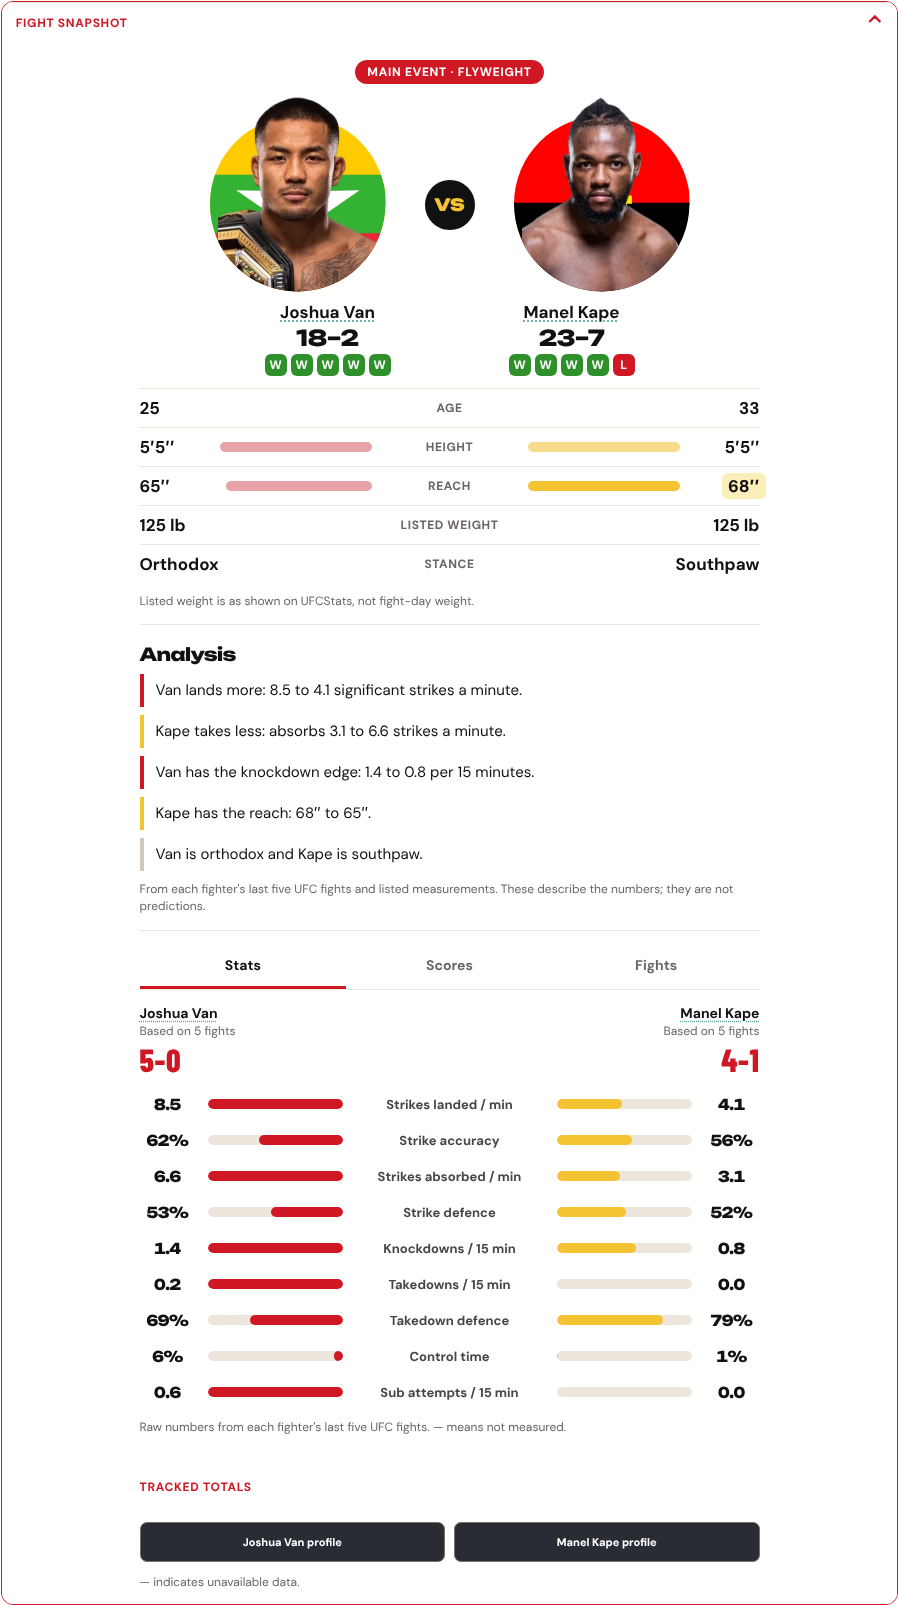 FIGHT SNAPSHOT
MAIN EVENT · FLYWEIGHT
VS
Joshua Van Manel Kape
18–2 23–7
W W W W W W W W W L
25 AGE 33
5′5″ HEIGHT 5′5″
65″ REACH 68″
125 lb LISTED WEIGHT 125 lb
Orthodox STANCE Southpaw
Listed weight is as shown on UFCStats, not fight-day weight.
Analysis
Van lands more: 8.5 to 4.1 significant strikes a minute.
Kape takes less: absorbs 3.1 to 6.6 strikes a minute.
Van has the knockdown edge: 1.4 to 0.8 per 15 minutes.
Kape has the reach: 68″ to 65″.
Van is orthodox and Kape is southpaw.
From each fighter's last five UFC fights and listed measurements. These describe the numbers; they are not
predictions.
Stats Scores Fights
Joshua Van Manel Kape
Based on 5 fights Based on 5 fights
5-0 4-1
8.5 Strikes landed / min 4.1
62% Strike accuracy 56%
6.6 Strikes absorbed / min 3.1
53% Strike defence 52%
1.4 Knockdowns / 15 min 0.8
0.2 Takedowns / 15 min 0.0
69% Takedown defence 79%
6% Control time 1%
0.6 Sub attempts / 15 min 0.0
Raw numbers from each fighter's last five UFC fights. — means not measured.
TRACKED TOTALS
Joshua Van profile Manel Kape profile
— indicates unavailable data.